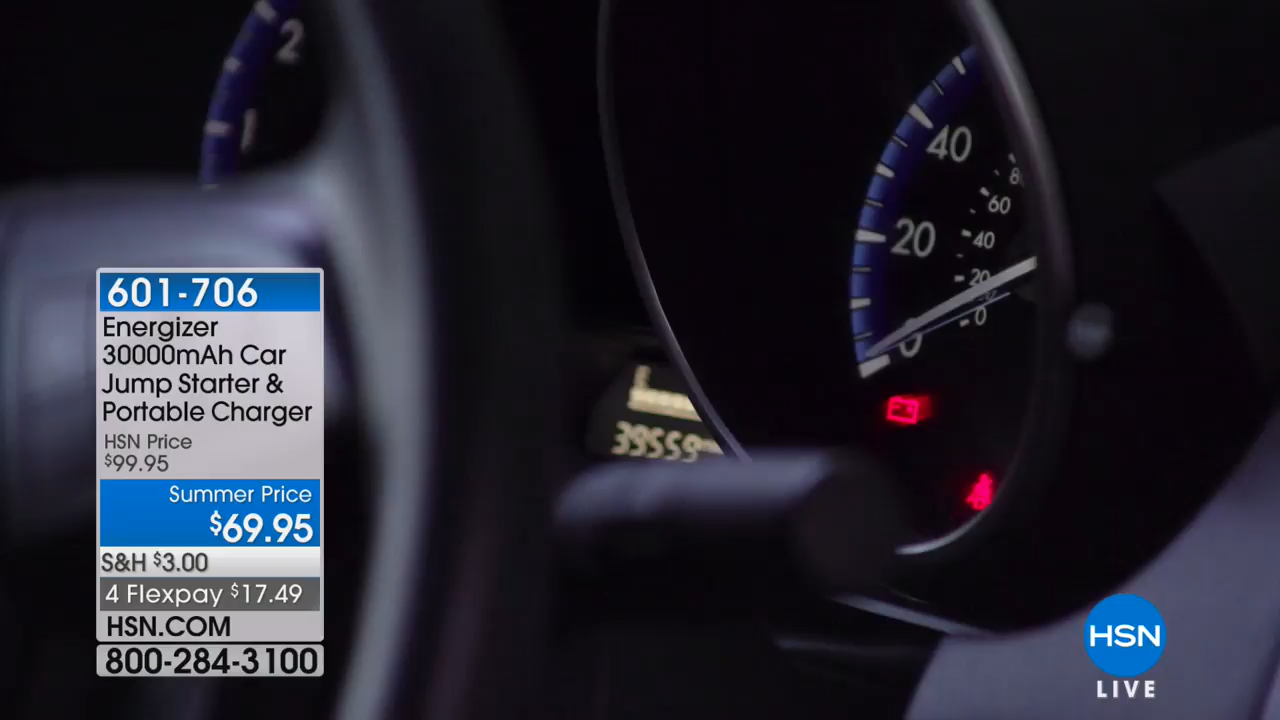 2
1
40
20
0
80
60
40
20
0
39559
601-706
Energizer
30000mAh Car
Jump Starter &
Portable Charger
HSN Price
$99.95
Summer Price
$69.95
S&H $3.00
4 Flexpay $17.49
HSN.COM
800-284-3100
HSN
LIVE